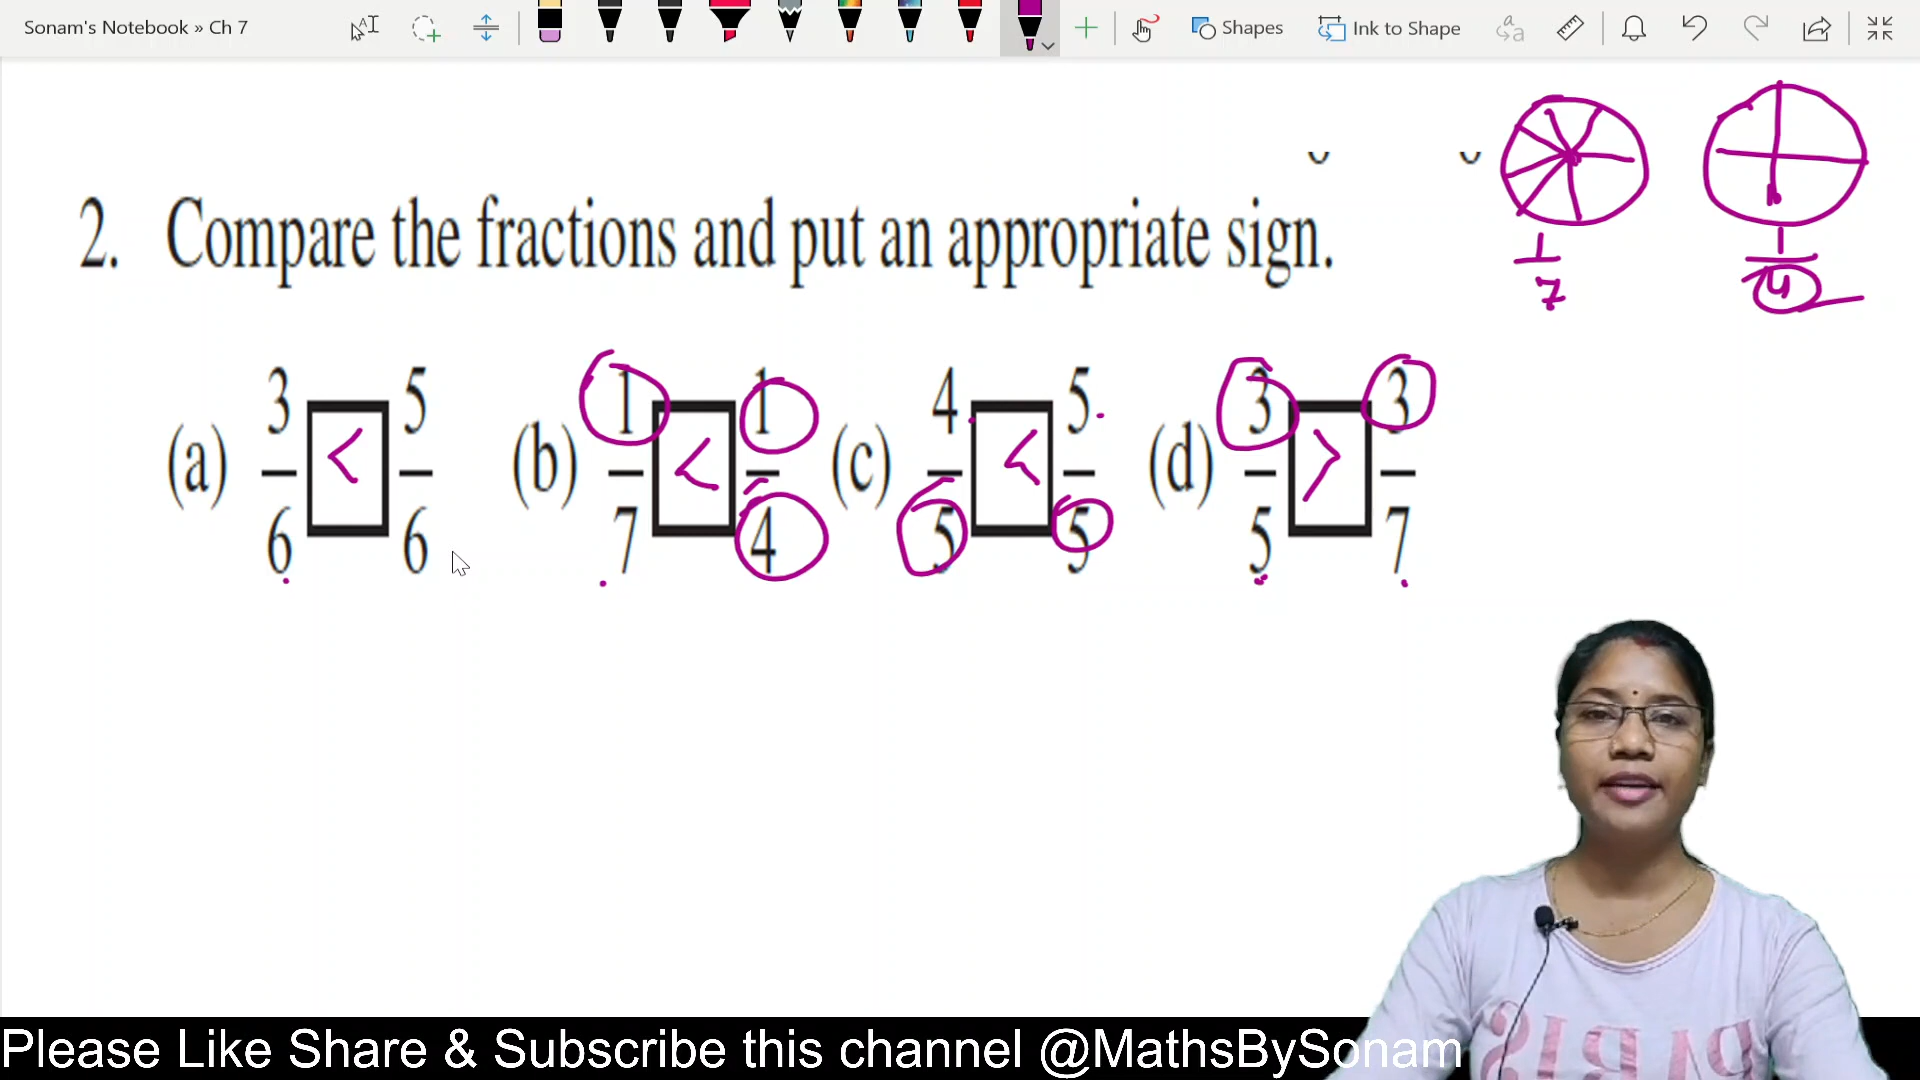 Sonam's Notebook » Ch 7
Shapes
Ink to Shape
2. Compare the fractions and put an appropriate sign.
1/7
1/4
(a) 3/6 < 5/6 (b) 1/7 < 1/4 (c) 4/5 < 5/5 (d) 3/5 > 3/7
Please Like Share & Subscribe this channel @MathsBySonam
PARIS